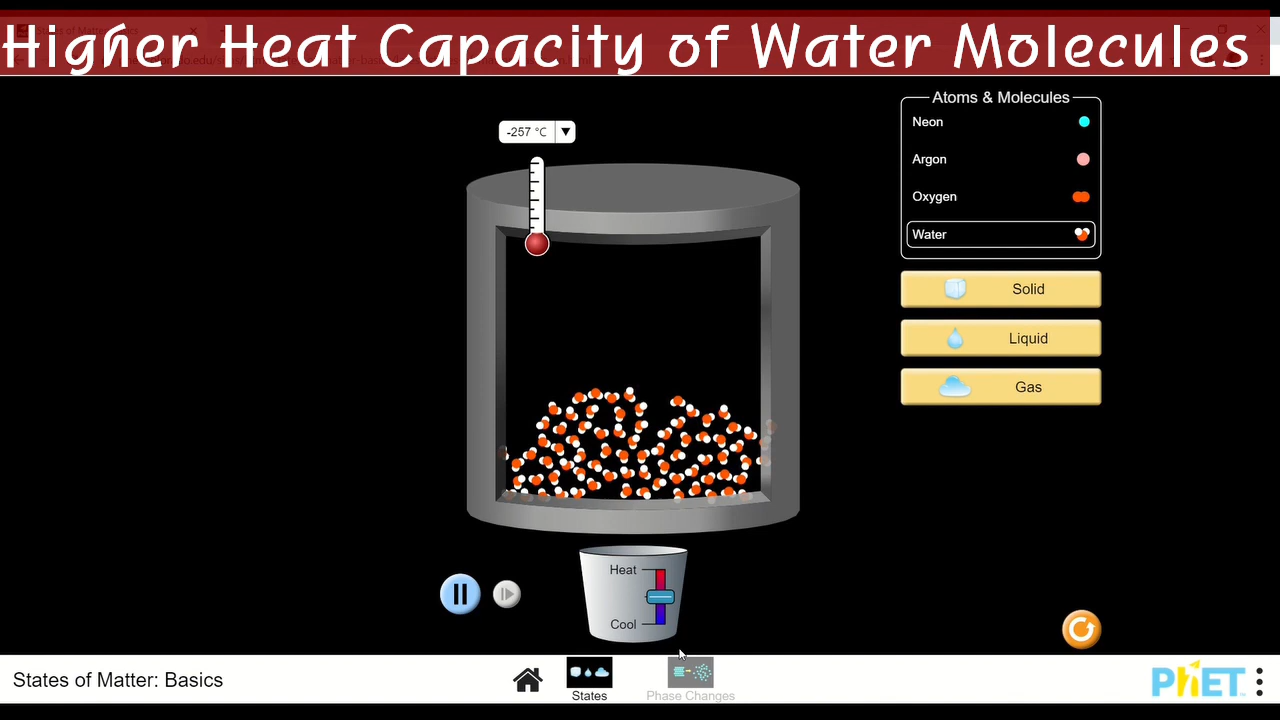 Higher Heat Capacity of Water Molecules
Atoms & Molecules
Neon
Argon
Oxygen
Water
-257 °C
Solid
Liquid
Gas
Heat
Cool
States of Matter: Basics
States
Phase Changes
PhET